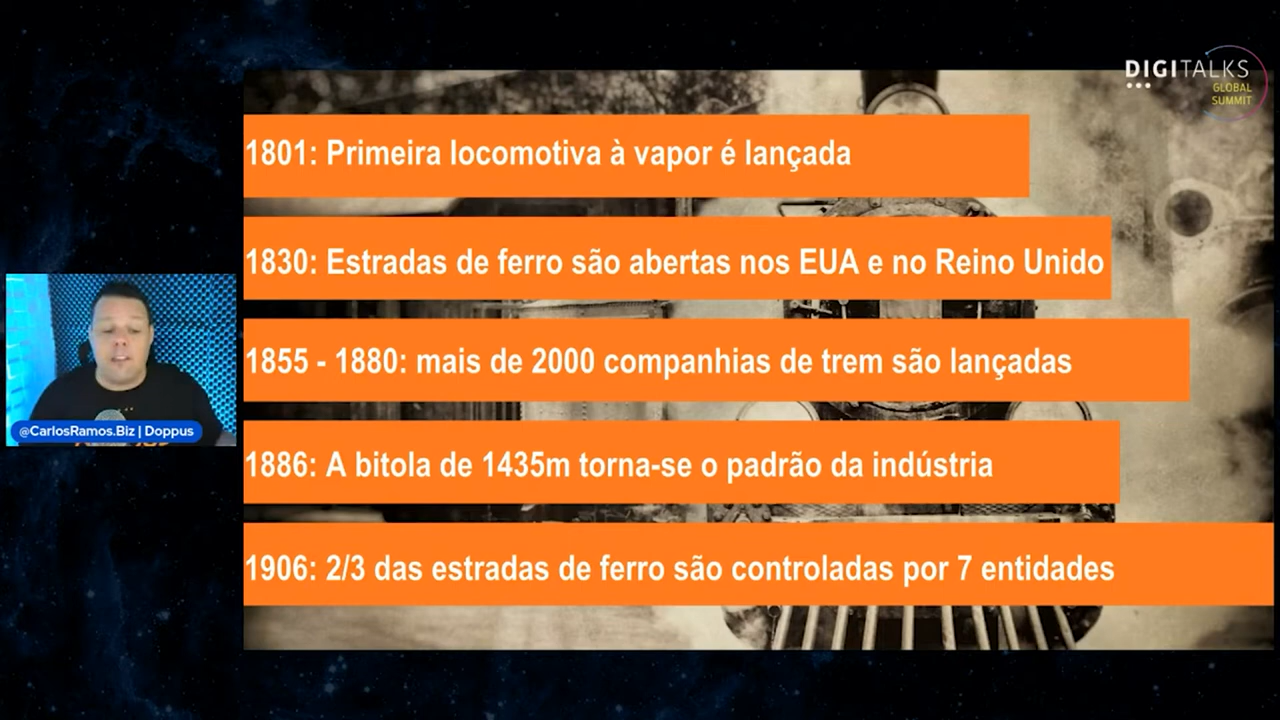 DIGITALKS
GLOBAL
SUMMIT
1801: Primeira locomotiva à vapor é lançada
1830: Estradas de ferro são abertas nos EUA e no Reino Unido
1855 - 1880: mais de 2000 companhias de trem são lançadas
@CarlosRamos.Biz | Doppus
1886: A bitola de 1435m torna-se o padrão da indústria
1906: 2/3 das estradas de ferro são controladas por 7 entidades